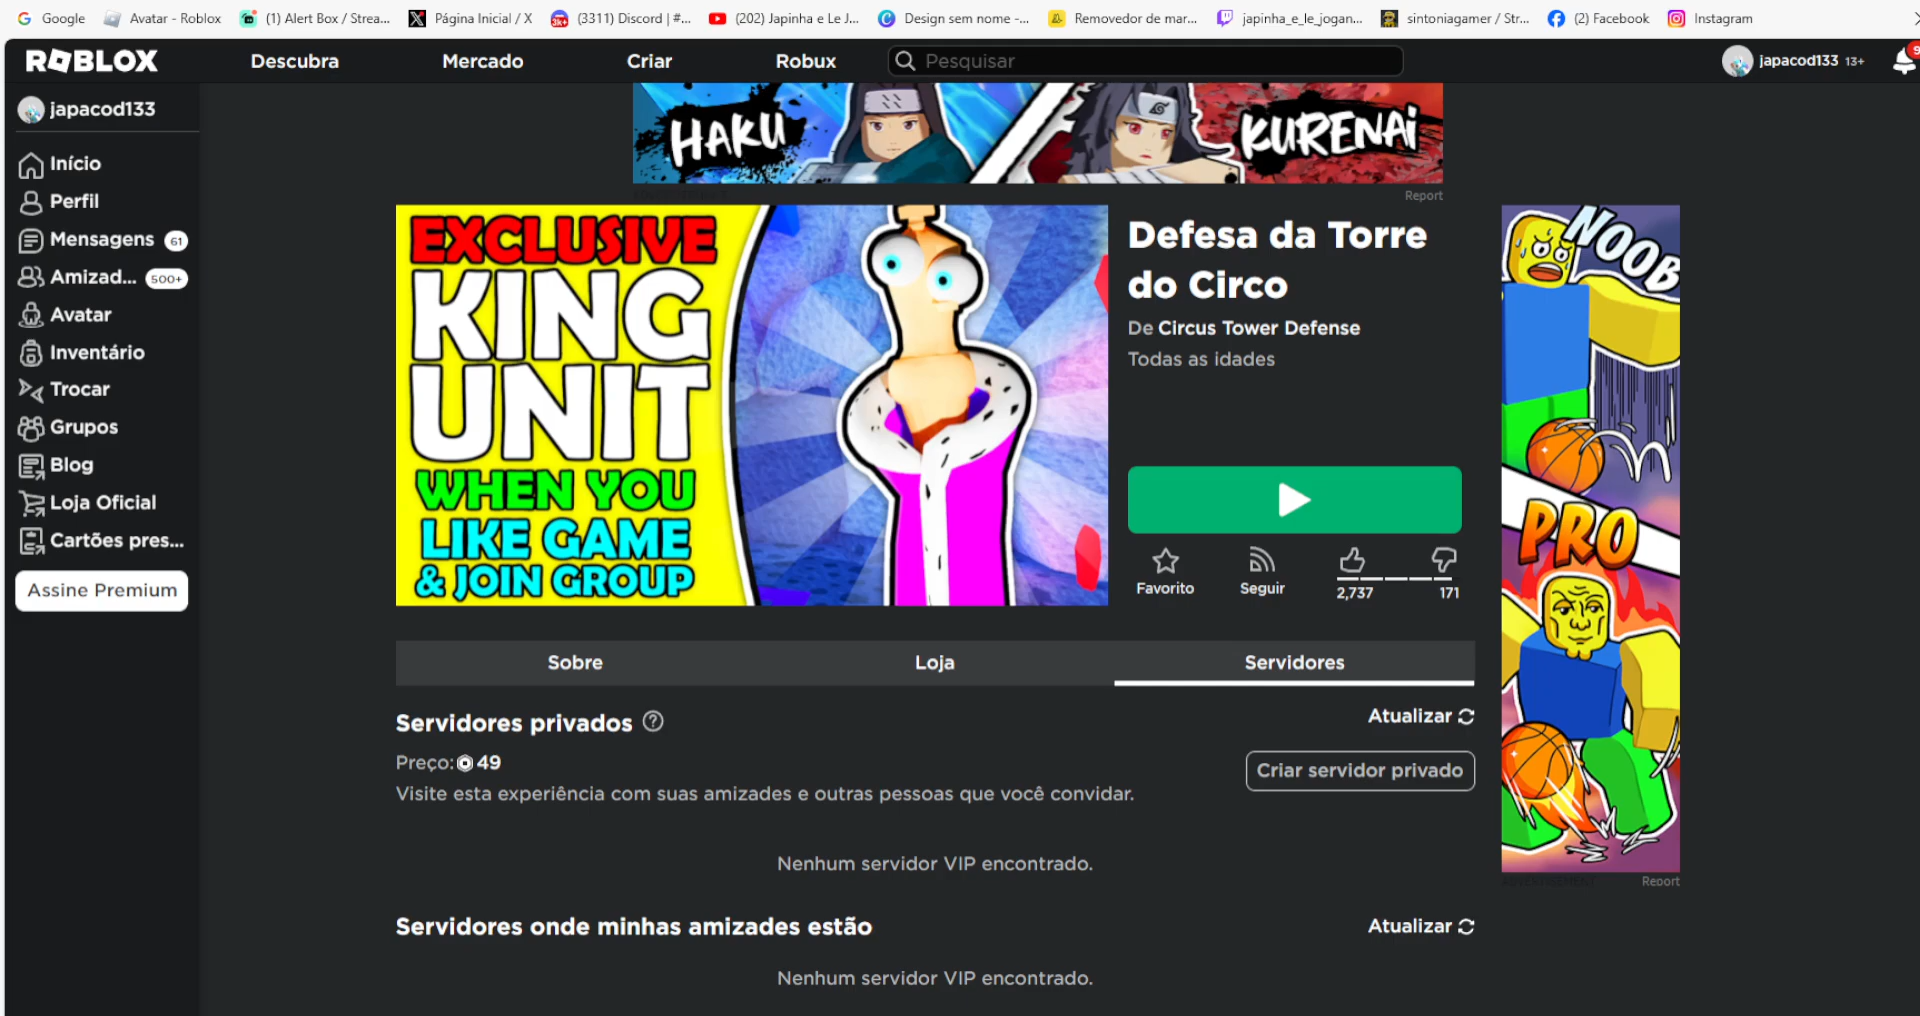 Google
Avatar - Roblox
(1) Alert Box / Strea...
Página Inicial / X
(3311) Discord | #...
(202) Japinha e Le J...
Design sem nome -...
Removedor de mar...
japinha_e_le_jogan...
sintoniagamer / Str...
(2) Facebook
Instagram
ROBLOX
Descubra
Mercado
Criar
Robux
Pesquisar
japacod133 13+
japacod133
Início
Perfil
Mensagens 61
Amizad... 500+
Avatar
Inventário
Trocar
Grupos
Blog
Loja Oficial
Cartões pres...
Assine Premium
HAKU
KURENAi
Report
EXCLUSIVE
KING
UNIT
WHEN YOU
LIKE GAME
& JOIN GROUP
Defesa da Torre
do Circo
De Circus Tower Defense
Todas as idades
Favorito
Seguir
2,737
171
NOOB
PRO
ADVERTISEMENT
Report
Sobre
Loja
Servidores
Servidores privados
Atualizar
Preço: 49
Criar servidor privado
Visite esta experiência com suas amizades e outras pessoas que você convidar.
Nenhum servidor VIP encontrado.
Servidores onde minhas amizades estão
Atualizar
Nenhum servidor VIP encontrado.